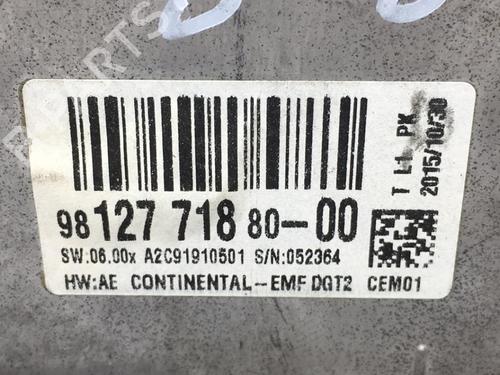 98 127 718 80-00
SW:06.00x A2C91910501 S/N:052364
HW:AE CONTINENTAL-EMF DGT2 CEM01
T L1 PK
2015/10/30